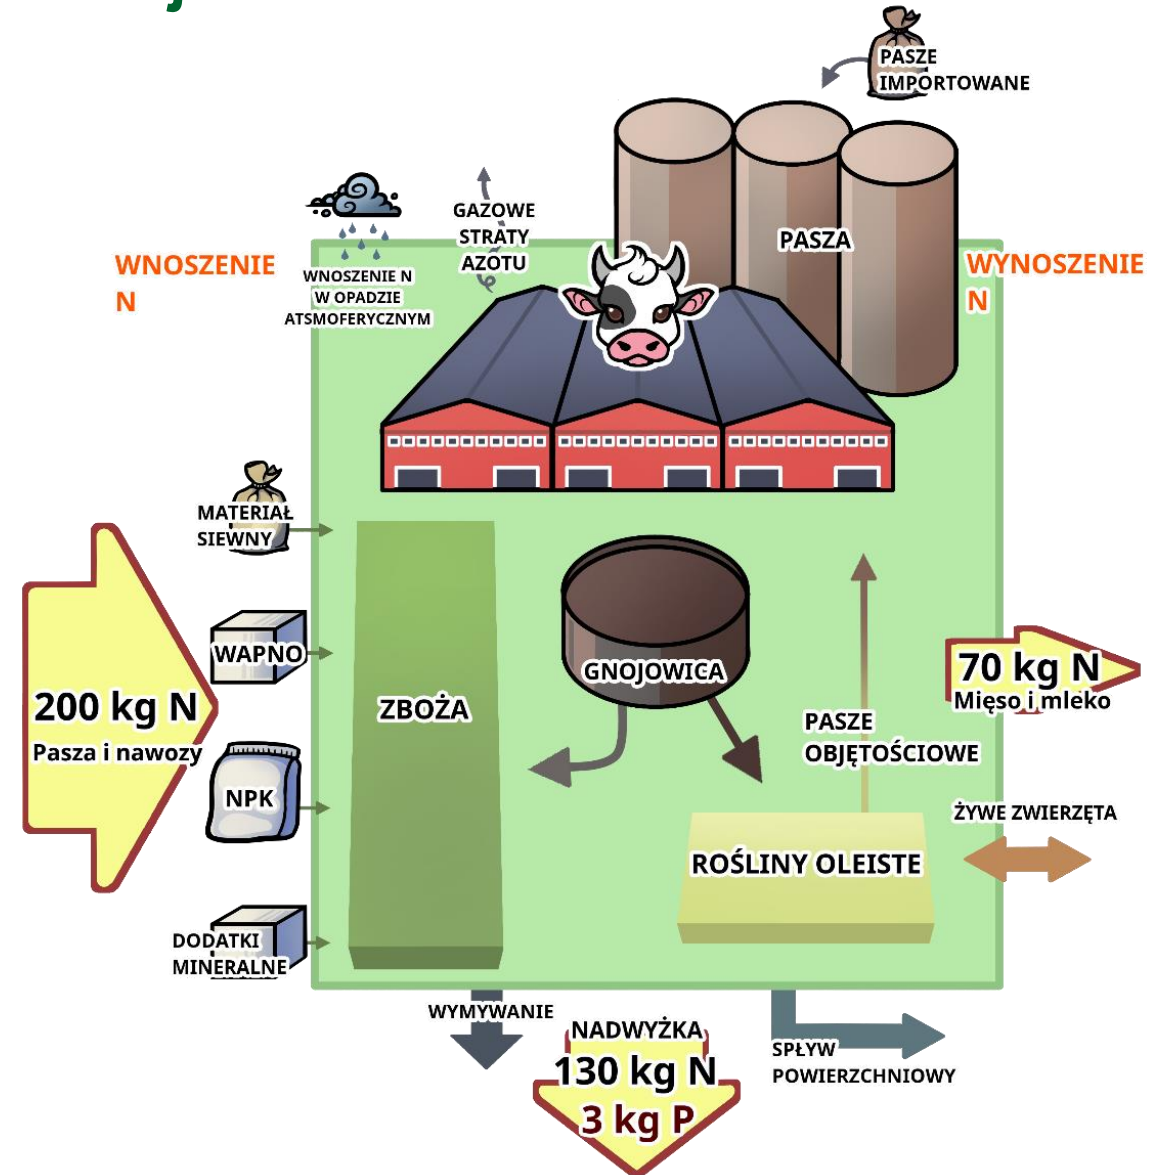 PASZE
IMPORTOWANE
GAZOWE
STRATY
AZOTU
PASZA
WNOSZENIE
N
WNOSZENIE N
W OPADZIE
ATSMOFERYCZNYM
WYNOSZENIE
N
MATERIAŁ
SIEWNY
WAPNO
GNOJOWICA
70 kg N
Mięso i mleko
200 kg N
Pasza i nawozy
ZBOŻA
PASZE
OBJĘTOŚCIOWE
NPK
ŻYWE ZWIERZĘTA
ROŚLINY OLEISTE
DODATKI
MINERALNE
WYMYWANIE
NADWYŻKA
130 kg N
3 kg P
SPŁYW
POWIERZCHNIOWY